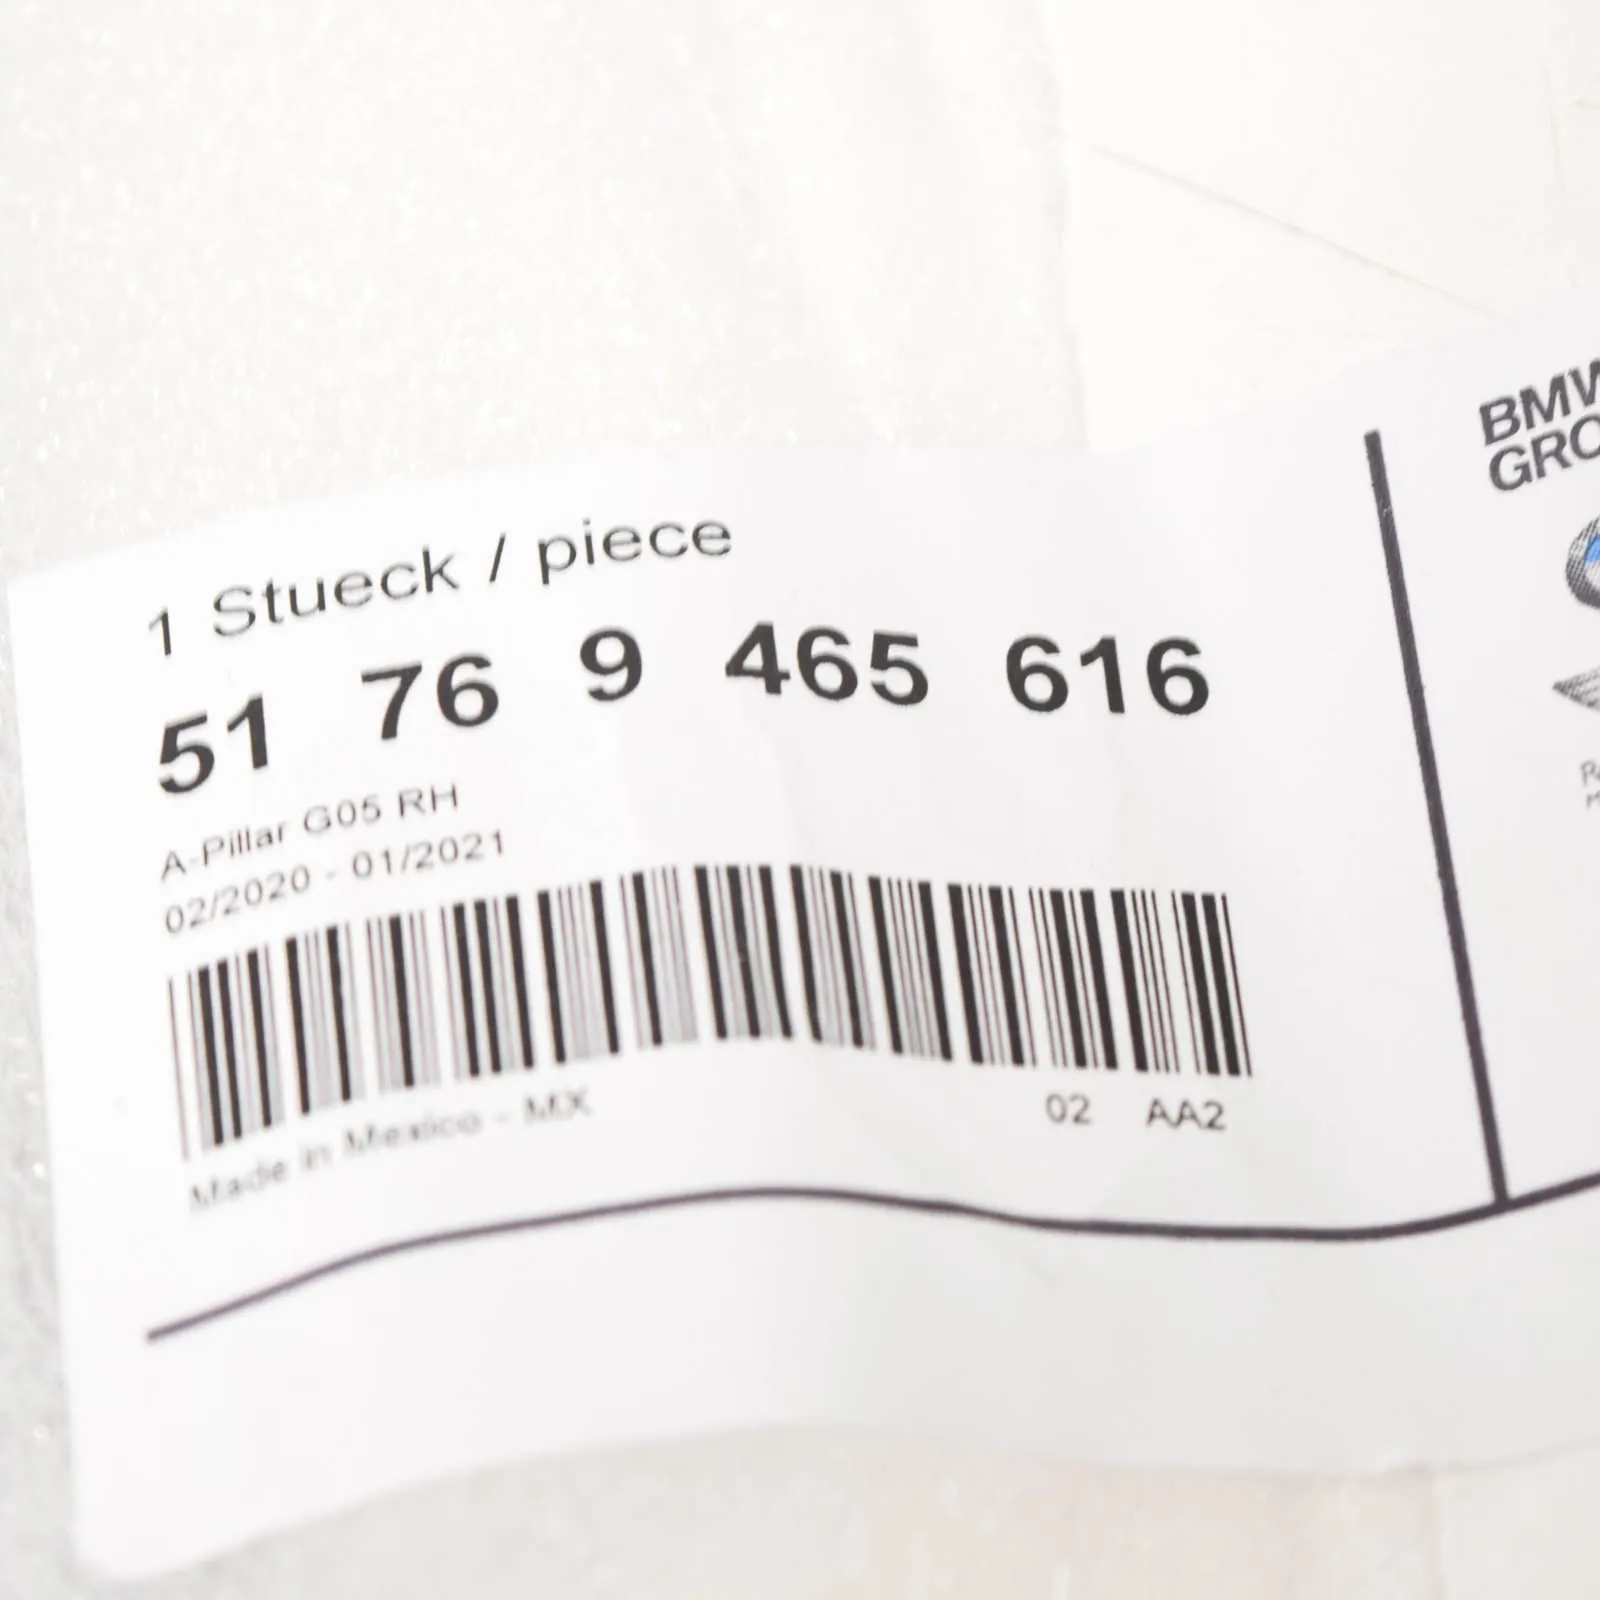 1 Stueck / piece
51 76 9 465 616
A-Pillar G05 RH
02/2020 - 01/2021
Made in Mexico - MX
02 AA2
BMW
GRO